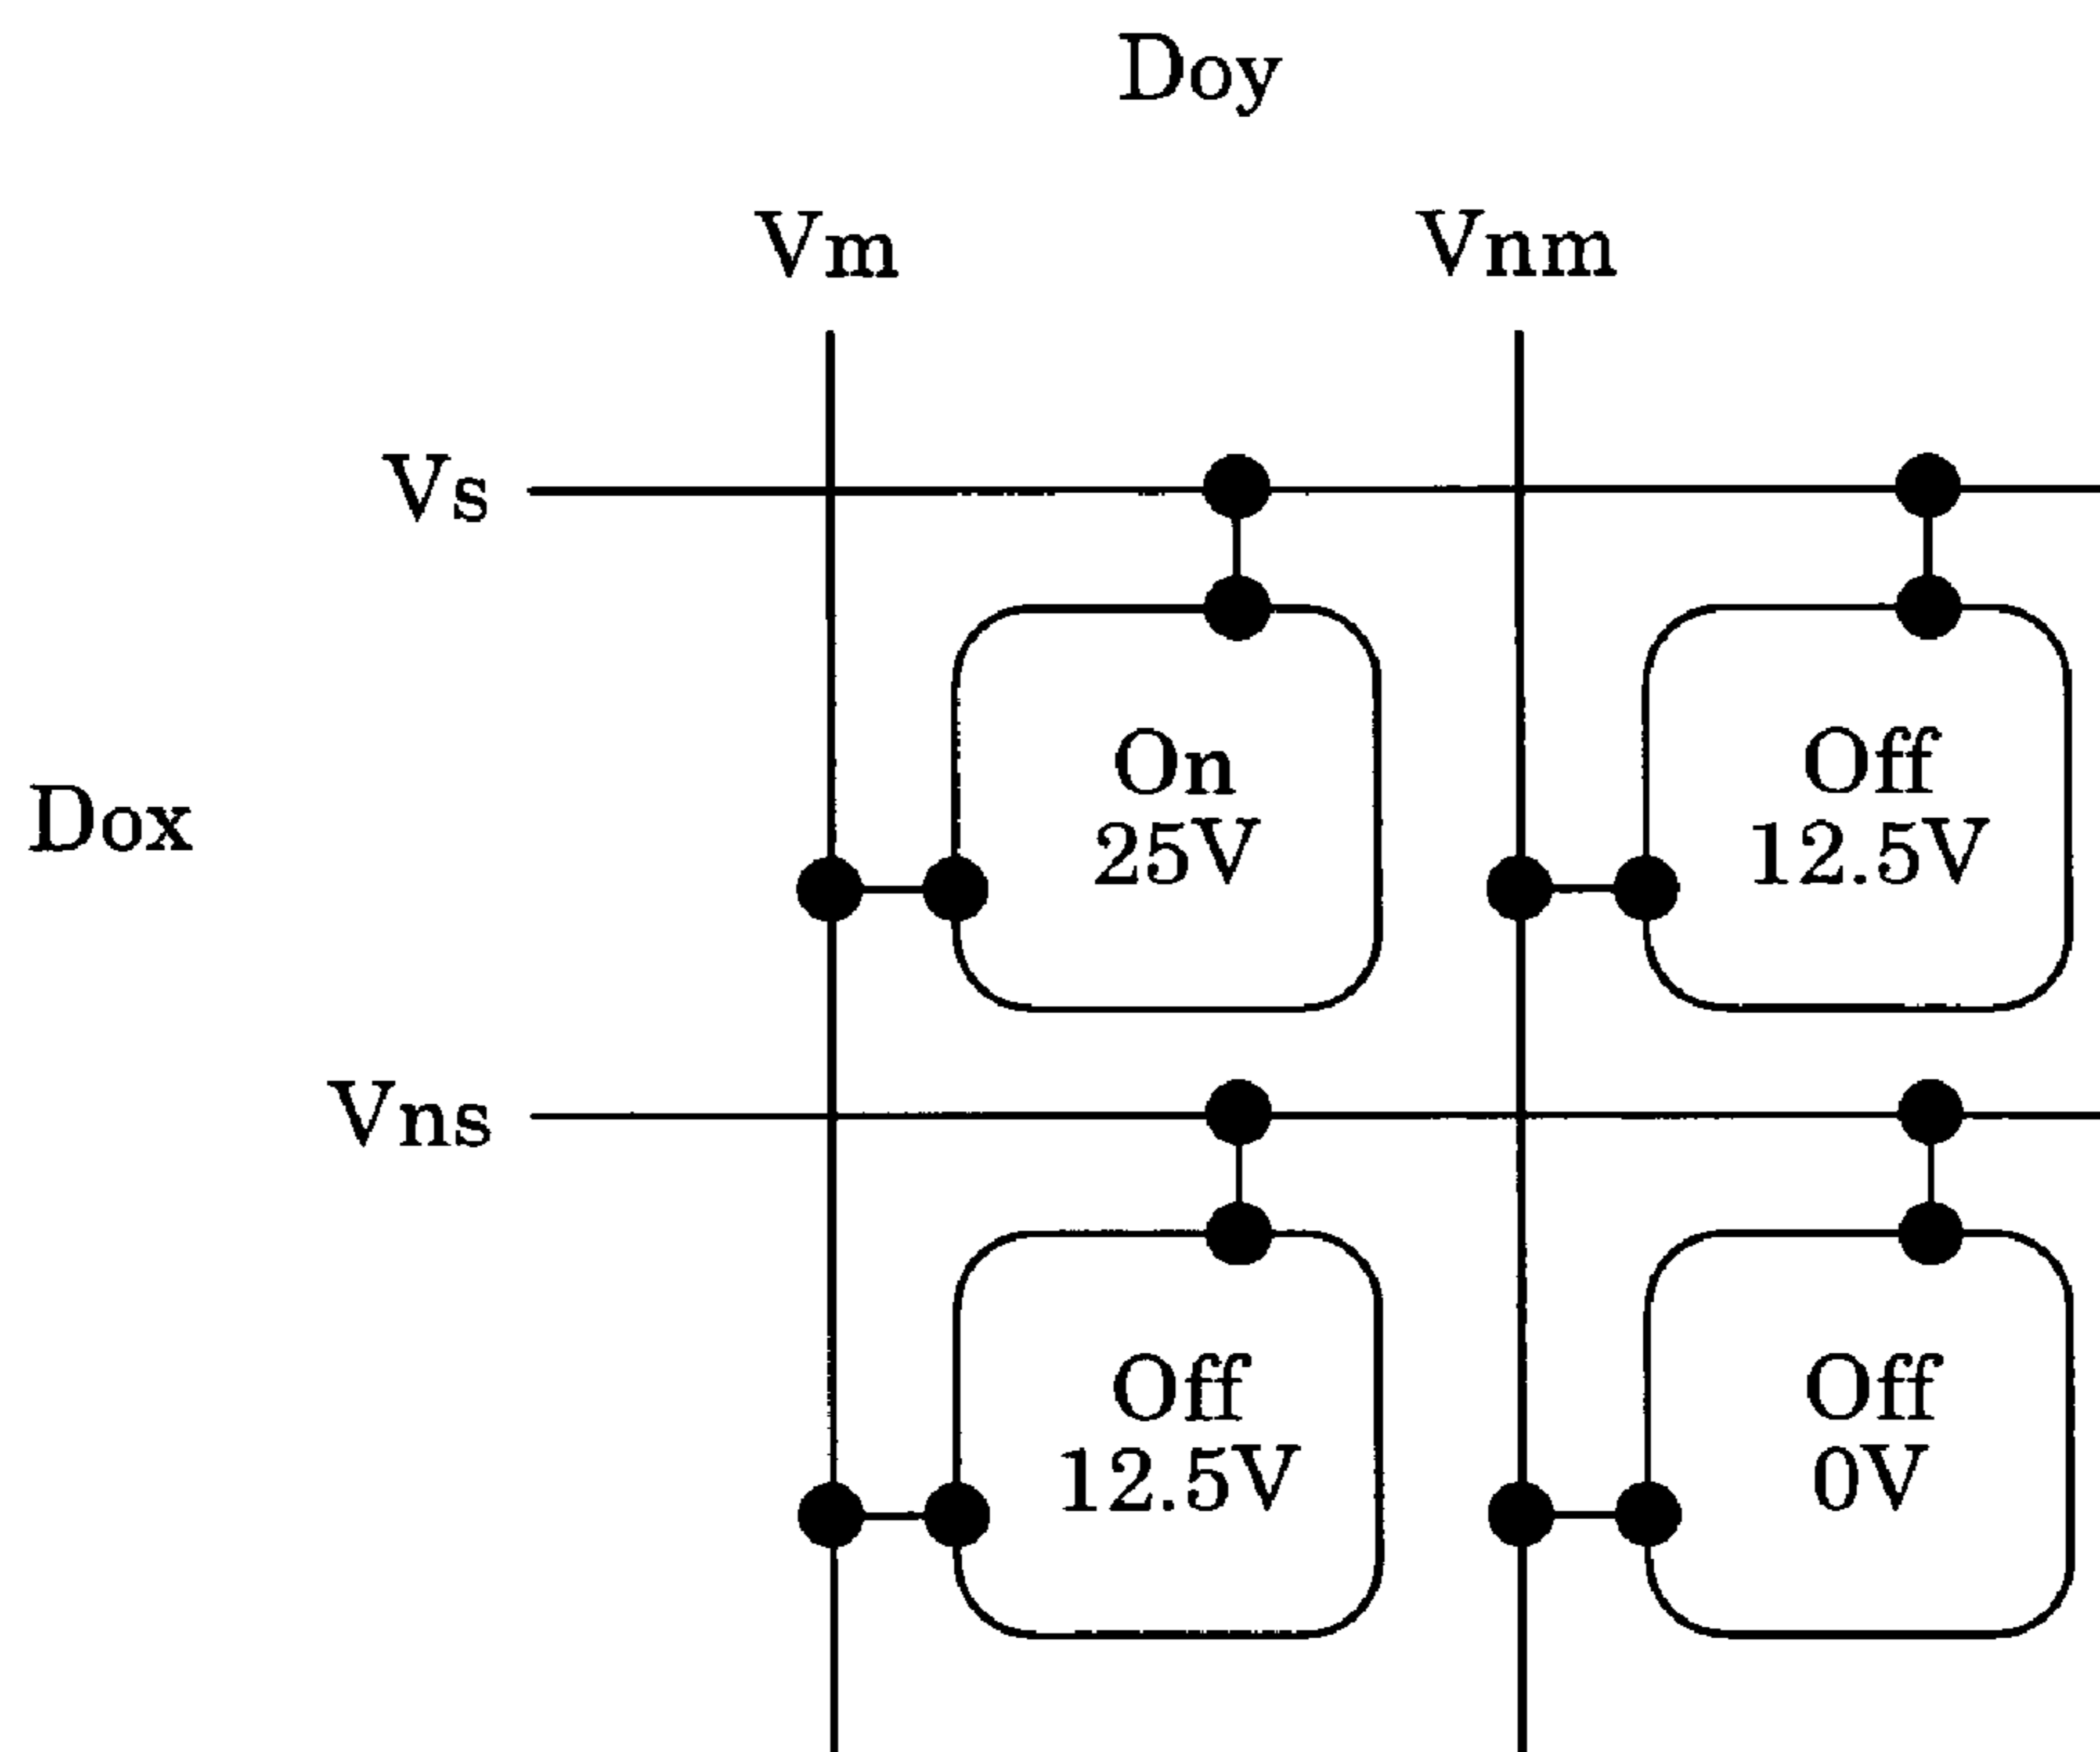 Doy
Vm Vnm
Vs
On Off
Dox 25V 12.5V
Vns
Off Off
12.5V 0V